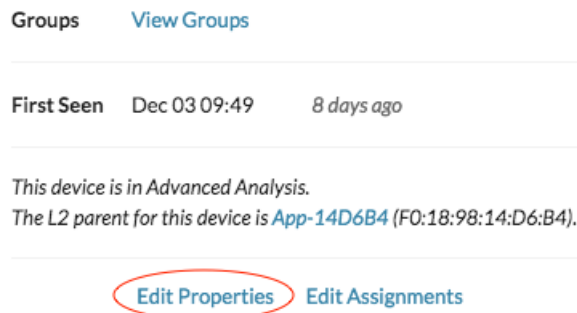 Groups View Groups
First Seen Dec 03 09:49 8 days ago
This device is in Advanced Analysis.
The L2 parent for this device is App-14D6B4 (F0:18:98:14:D6:B4).
Edit Properties Edit Assignments